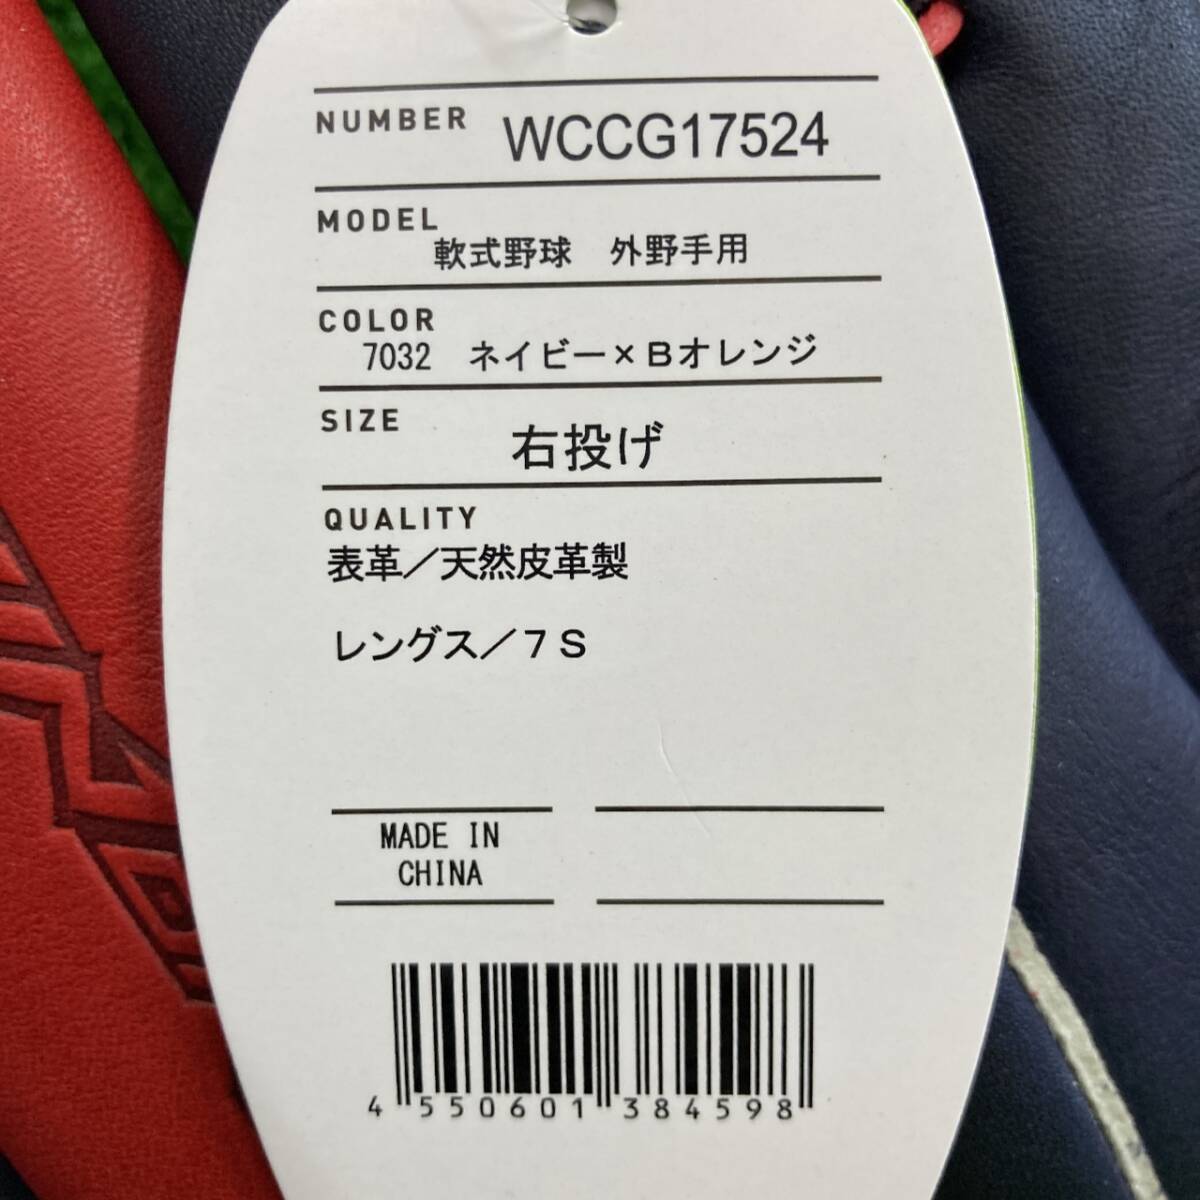 NUMBER WCCG17524
MODEL
軟式野球　外野手用
COLOR
7032　ネイビー×Ｂオレンジ
SIZE
右投げ
QUALITY
表革／天然皮革製
レングス／７Ｓ
MADE IN
CHINA
4 550601 384598